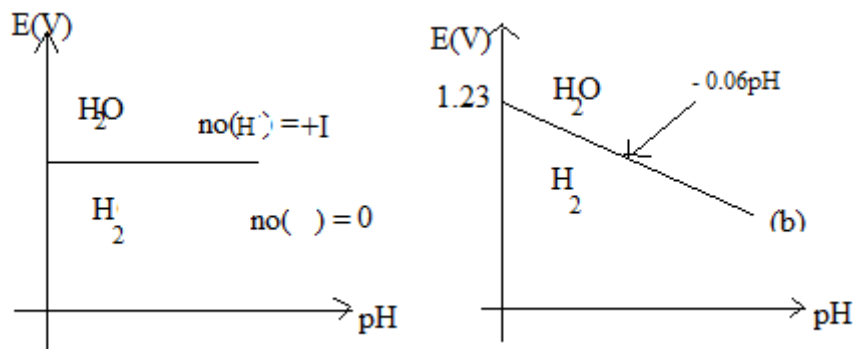 E(V)
H2O
no(H ) = +I
H2
no( ) = 0
pH
E(V)
1.23
H2O
- 0.06pH
H2
(b)
pH